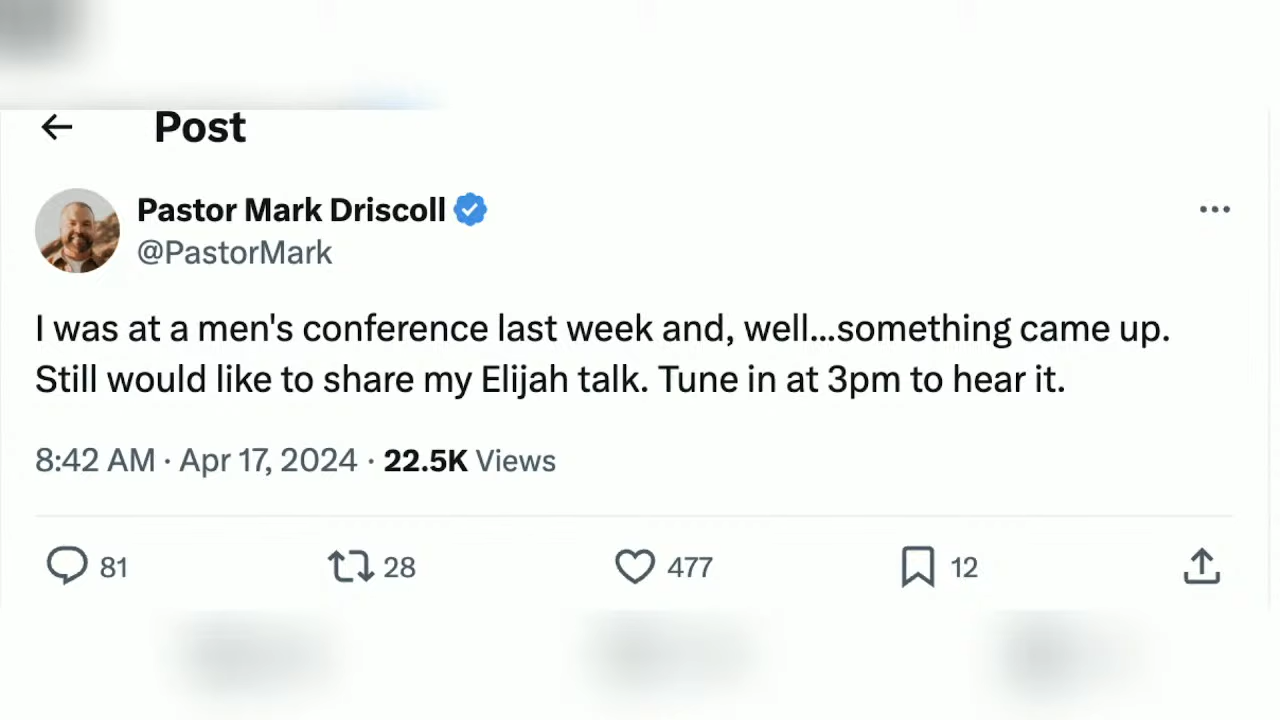 Post
Pastor Mark Driscoll
@PastorMark
I was at a men's conference last week and, well...something came up.
Still would like to share my Elijah talk. Tune in at 3pm to hear it.
8:42 AM · Apr 17, 2024 · 22.5K Views
81 28 477 12